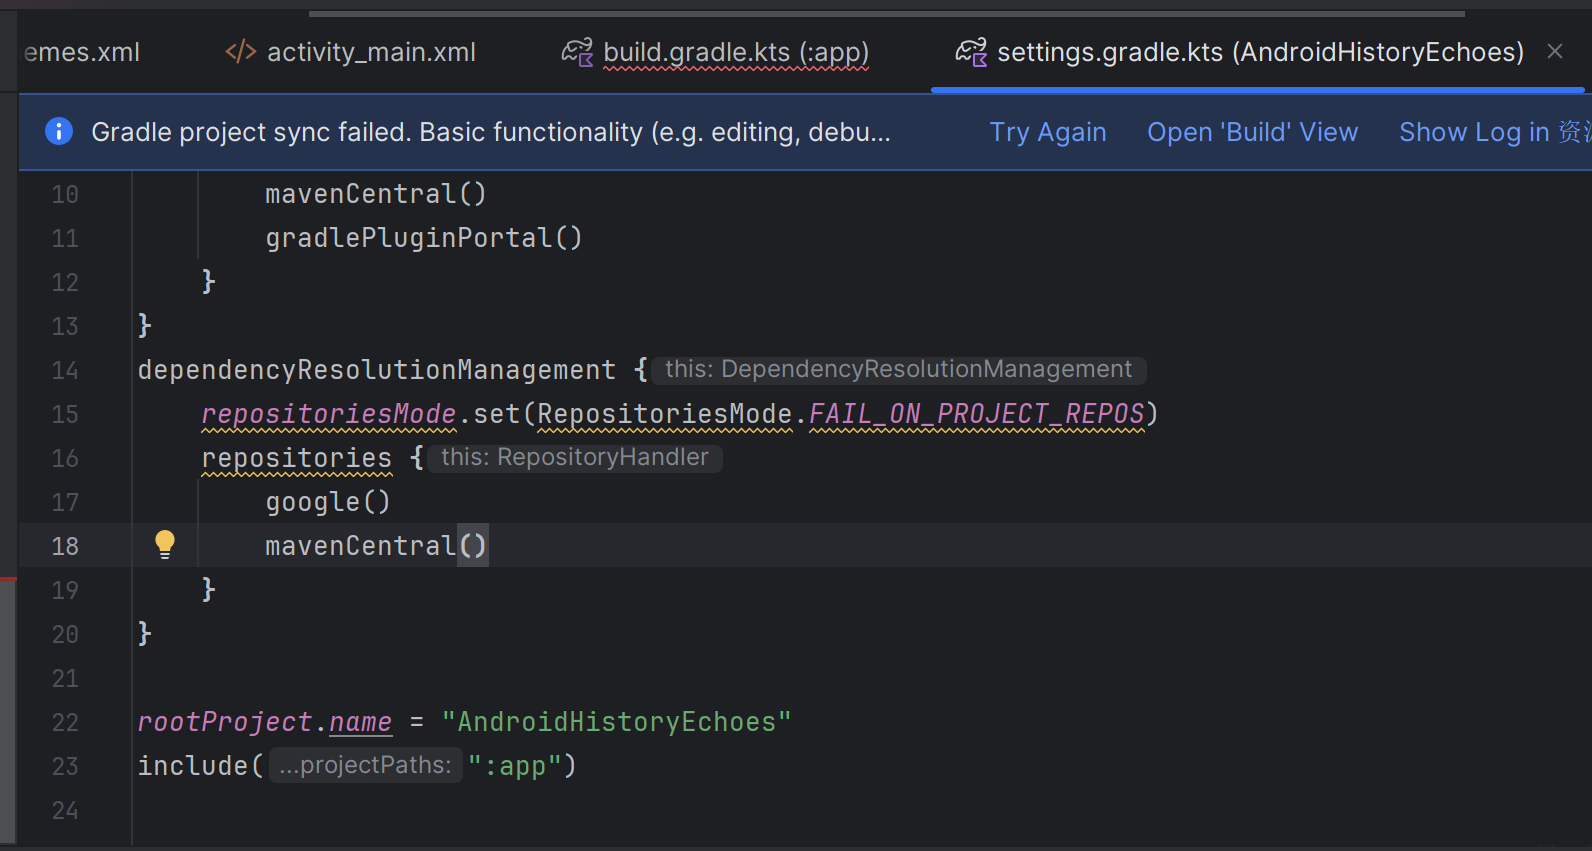 emes.xml
</> activity_main.xml
build.gradle.kts (:app)
settings.gradle.kts (AndroidHistoryEchoes)
Gradle project sync failed. Basic functionality (e.g. editing, debu...
Try Again
Open 'Build' View
Show Log in 资
10 mavenCentral()
11 gradlePluginPortal()
12 }
13 }
14 dependencyResolutionManagement { this: DependencyResolutionManagement
15 repositoriesMode.set(RepositoriesMode.FAIL_ON_PROJECT_REPOS)
16 repositories { this: RepositoryHandler
17 google()
18 mavenCentral()
19 }
20 }
21
22 rootProject.name = "AndroidHistoryEchoes"
23 include( ...projectPaths: ":app")
24